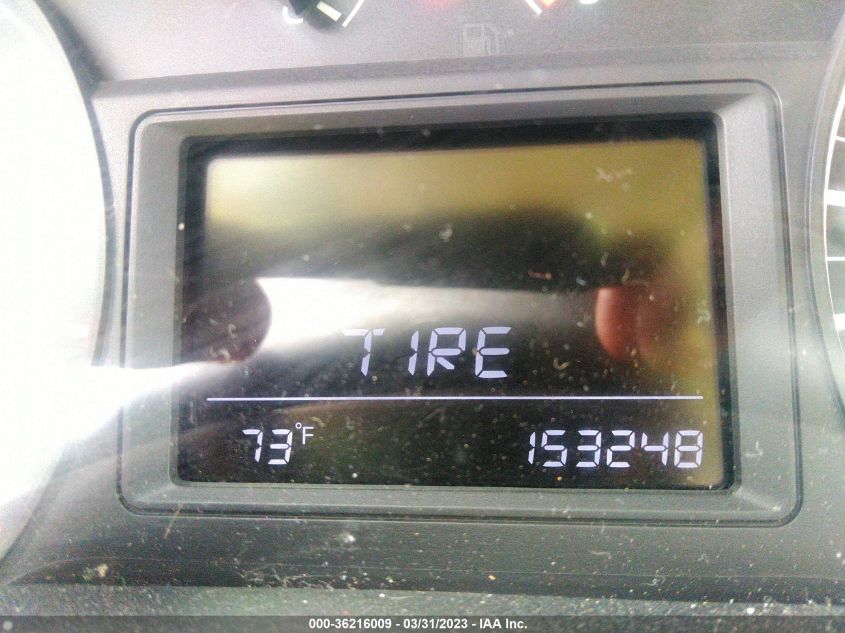 TIRE
73°F 153248
000-36216009 — 03/31/2023 — IAA Inc.